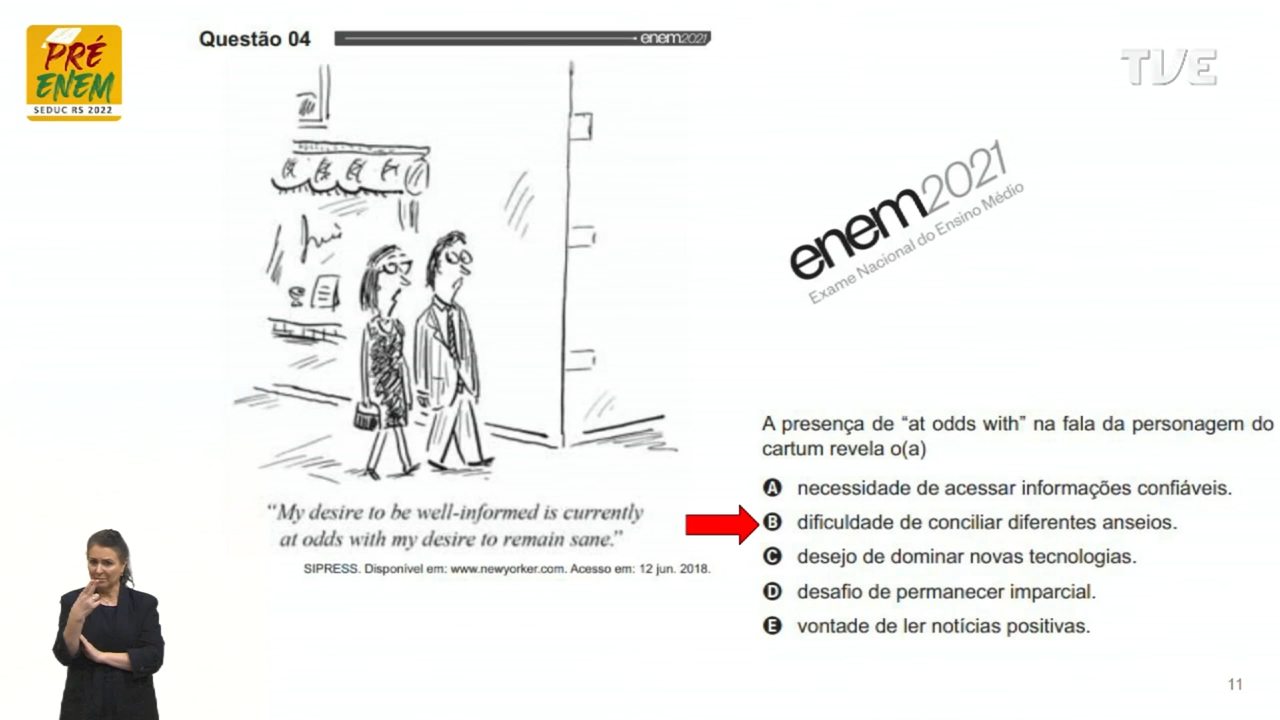 PRÉ
ENEM
SEDUC RS 2022
Questão 04
enem2021
TVE
enem2021
Exame Nacional do Ensino Médio
“My desire to be well-informed is currently
at odds with my desire to remain sane.”
SIPRESS. Disponível em: www.newyorker.com. Acesso em: 12 jun. 2018.
A presença de “at odds with” na fala da personagem do
cartum revela o(a)
A necessidade de acessar informações confiáveis.
B dificuldade de conciliar diferentes anseios.
C desejo de dominar novas tecnologias.
D desafio de permanecer imparcial.
E vontade de ler notícias positivas.
11